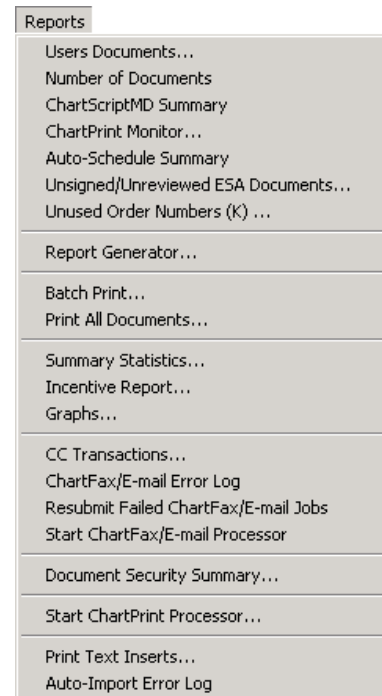 Reports
Users Documents...
Number of Documents
ChartScriptMD Summary
ChartPrint Monitor...
Auto-Schedule Summary
Unsigned/Unreviewed ESA Documents...
Unused Order Numbers (K) ...
Report Generator...
Batch Print...
Print All Documents...
Summary Statistics...
Incentive Report...
Graphs...
CC Transactions...
ChartFax/E-mail Error Log
Resubmit Failed ChartFax/E-mail Jobs
Start ChartFax/E-mail Processor
Document Security Summary...
Start ChartPrint Processor...
Print Text Inserts...
Auto-Import Error Log